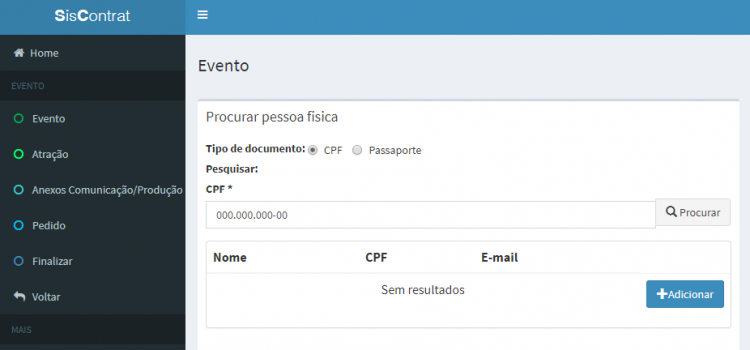 SisContrat
Home
EVENTO
Evento
Atração
Anexos Comunicação/Produção
Pedido
Finalizar
Voltar
MAIS
Evento
Procurar pessoa fisica
Tipo de documento: CPF Passaporte
Pesquisar:
CPF *
000.000.000-00 Procurar
Nome CPF E-mail
Sem resultados Adicionar